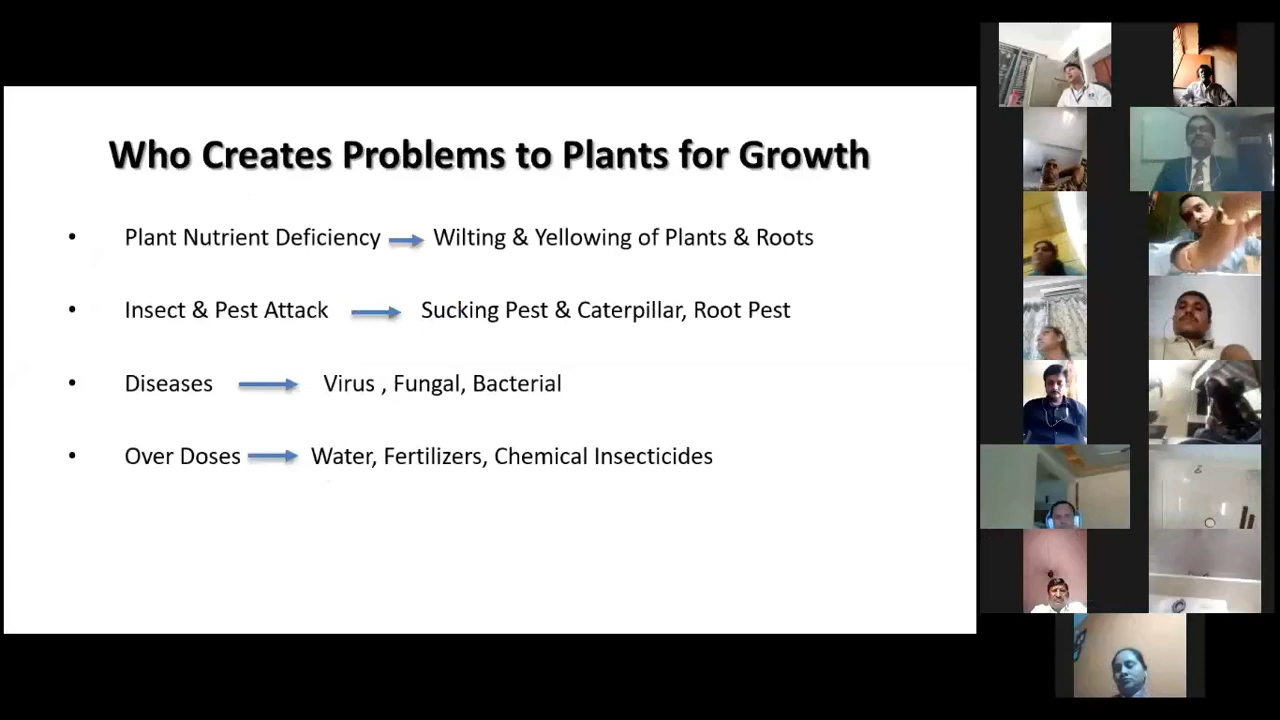 Who Creates Problems to Plants for Growth
• Plant Nutrient Deficiency → Wilting & Yellowing of Plants & Roots
• Insect & Pest Attack → Sucking Pest & Caterpillar, Root Pest
• Diseases → Virus , Fungal, Bacterial
• Over Doses → Water, Fertilizers, Chemical Insecticides